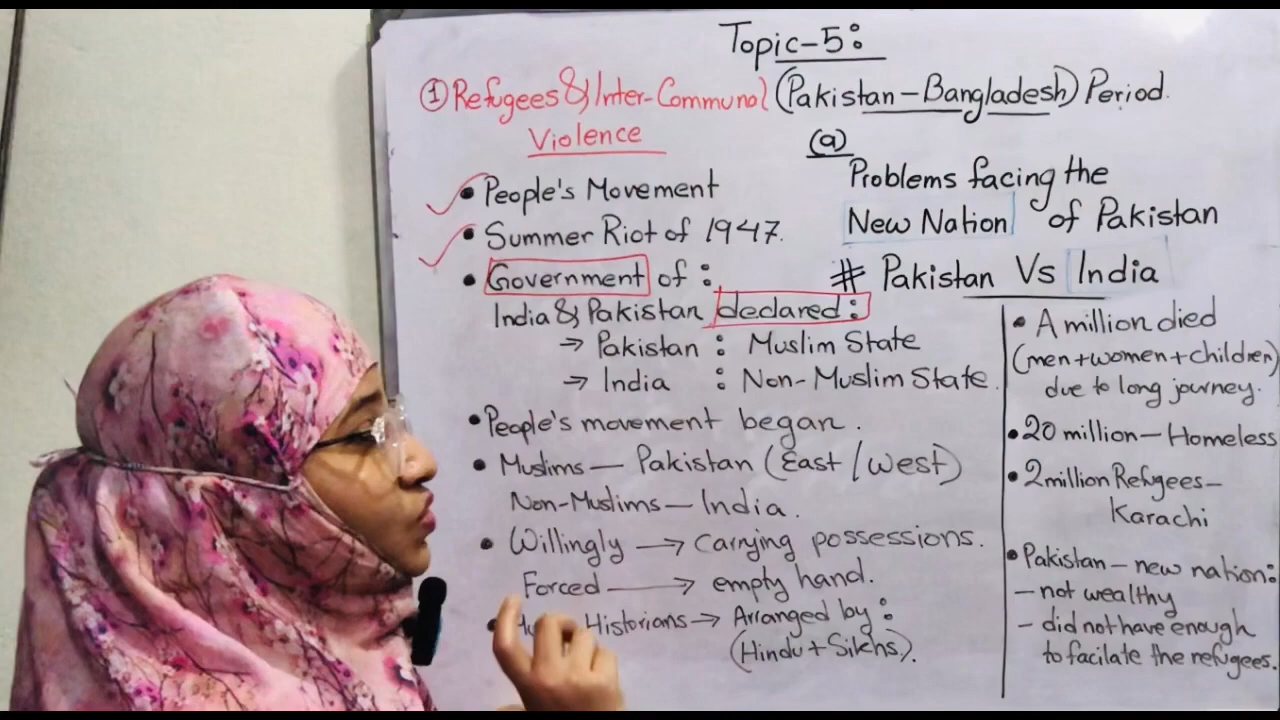 Topic-5:
① Refugees & Inter-Communal (Pakistan-Bangladesh) Period.
Violence
(a)
Problems facing the
New Nation of Pakistan
# Pakistan Vs India
• People's Movement
• Summer Riot of 1947.
• Government of :
India & Pakistan declared:
→ Pakistan : Muslim State
→ India : Non-Muslim State.
• People's movement began.
• Muslims — Pakistan (East/West)
Non-Muslims — India.
• Willingly → Carrying possessions.
Forced → empty hand.
• Historians → Arranged by :
(Hindu + Sikhs).
• A million died
(men+women+children)
due to long journey.
• 20 million — Homeless
• 2million Refugees —
Karachi
• Pakistan — new nation:
— not wealthy
— did not have enough
to facilate the refugees.